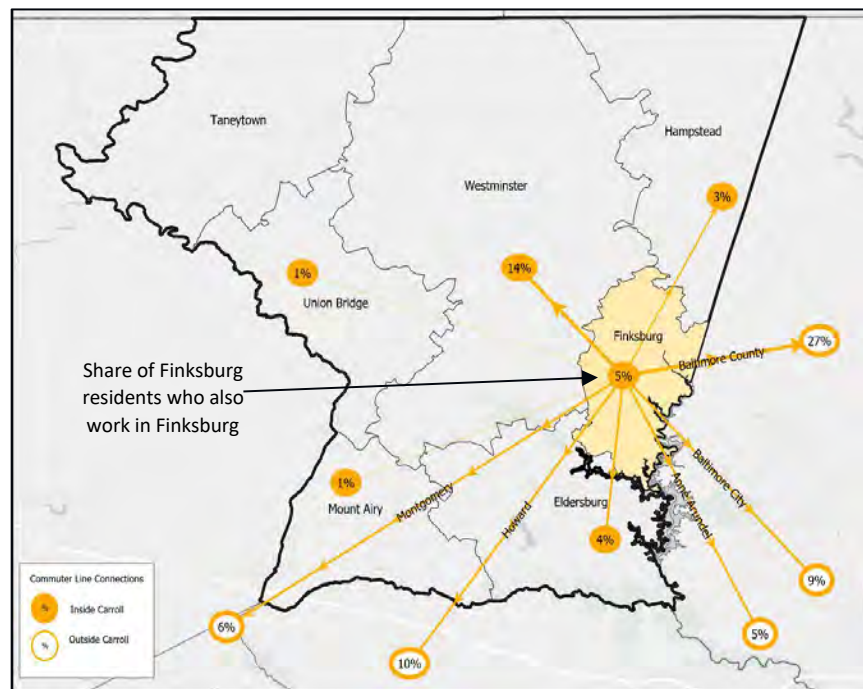 Taneytown
Hampstead
Westminster
3%
14%
1%
Union Bridge
Finksburg
27%
Baltimore County
Share of Finksburg
residents who also
work in Finksburg
5%
Baltimore City
Anne Arundel
1%
Mount Airy
Montgomery
Howard
Eldersburg
4%
9%
Commuter Line Connections
% Inside Carroll
% Outside Carroll
6%
10%
5%